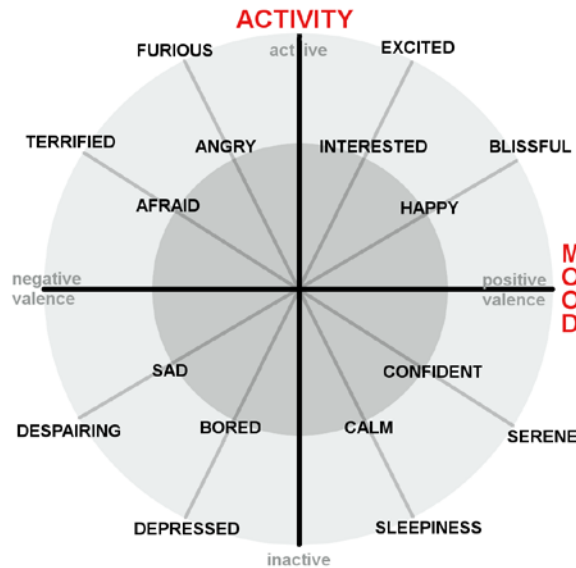 ACTIVITY
FURIOUS
active
EXCITED
TERRIFIED
ANGRY
INTERESTED
BLISSFUL
AFRAID
HAPPY
negative
valence
positive
valence
MOOD
SAD
CONFIDENT
DESPAIRING
BORED
CALM
SERENE
DEPRESSED
SLEEPINESS
inactive